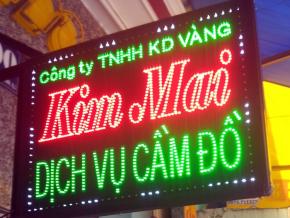 Công ty TNHH KD VÀNG
Kim Mai
DỊCH VỤ CẦM ĐỒ